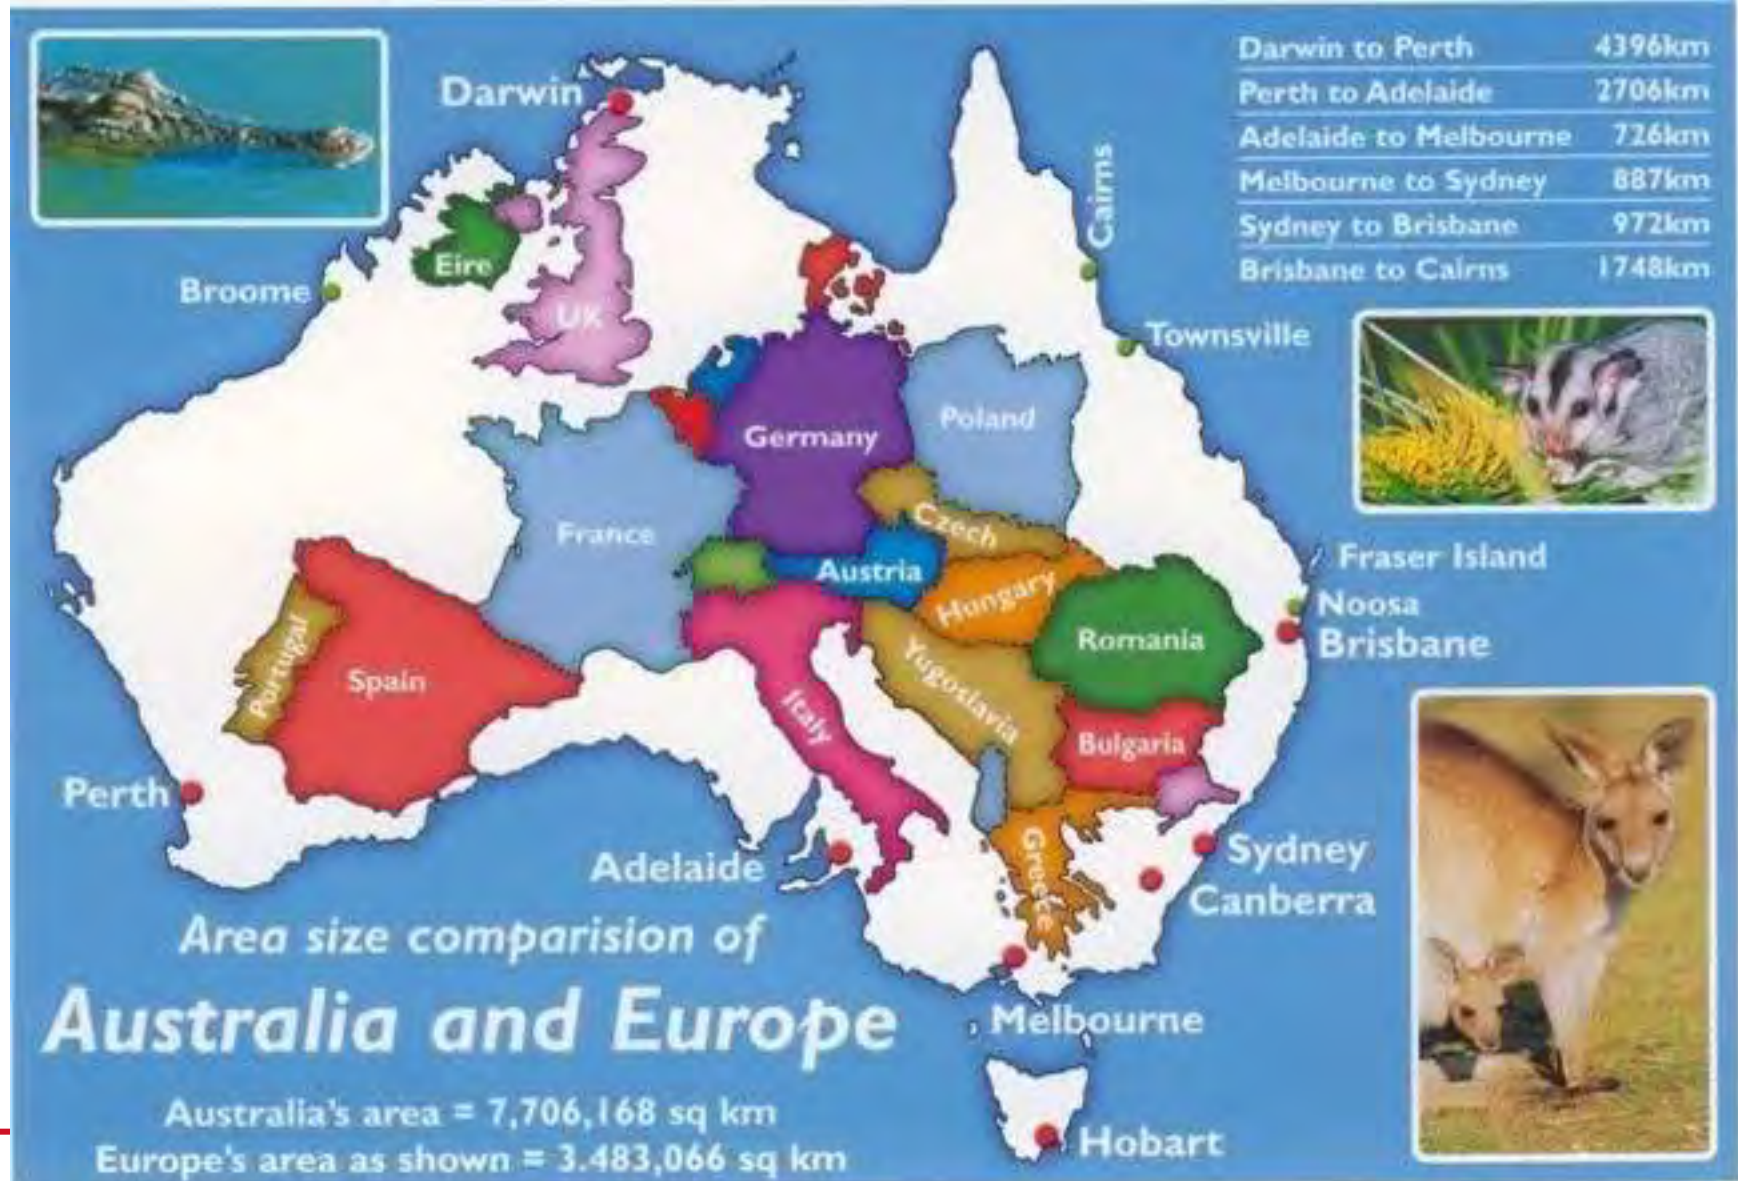 Darwin to Perth 4396km
Perth to Adelaide 2706km
Adelaide to Melbourne 726km
Melbourne to Sydney 887km
Sydney to Brisbane 972km
Brisbane to Cairns 1748km
Darwin
Cairns
Broome
Eire
UK
Townsville
Germany
Poland
France
Czech
Austria
Hungary
Fraser Island
Noosa
Brisbane
Romania
Portugal
Spain
Yugoslavia
Italy
Bulgaria
Perth
Greece
Adelaide
Sydney
Canberra
Area size comparision of
Australia and Europe
Melbourne
Australia's area = 7,706,168 sq km
Europe's area as shown = 3.483,066 sq km
Hobart